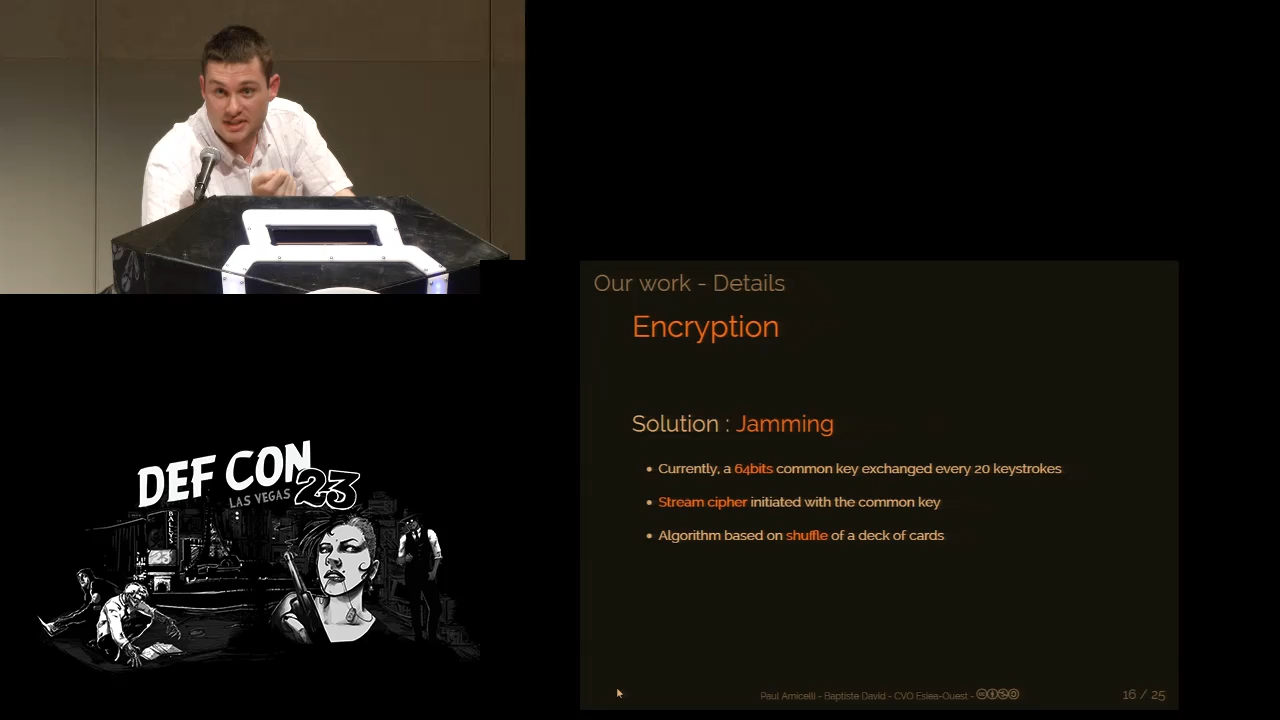 Our work - Details
Encryption
Solution : Jamming
• Currently, a 64bits common key exchanged every 20 keystrokes
• Stream cipher initiated with the common key
• Algorithm based on shuffle of a deck of cards
Paul Amicelli - Baptiste David - CVO Esiea-Ouest -
16 / 25
DEF CON
LAS VEGAS 23
BALLYS
23